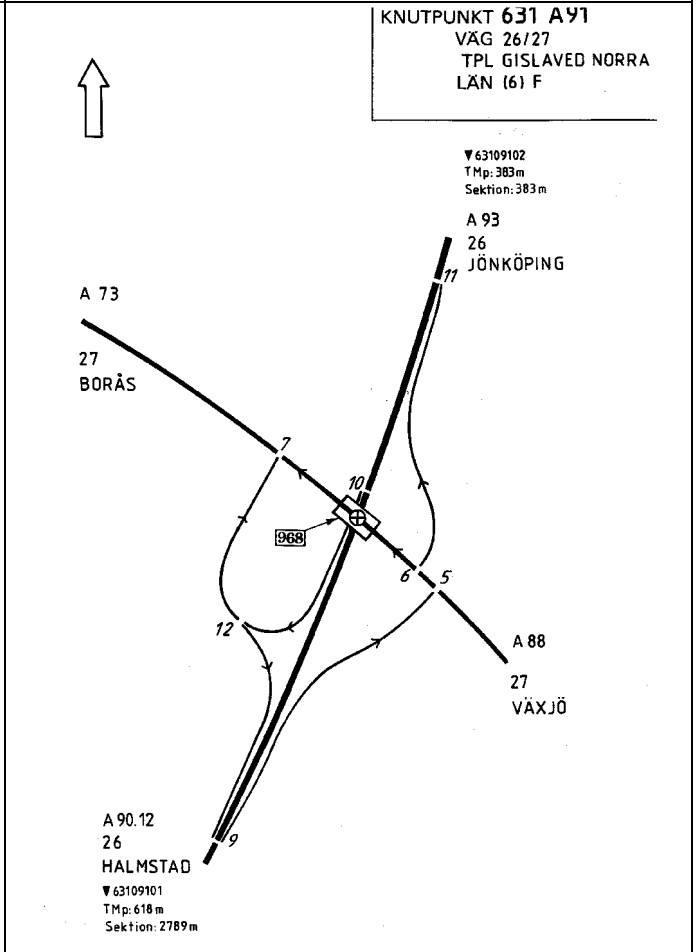 KNUTPUNKT 631 A91
VÄG 26/27
TPL GISLAVED NORRA
LÄN (6) F
▼63109102
TMp: 383m
Sektion: 383m
A 93
26
JÖNKÖPING
11
A 73
27
BORÅS
7
10
968
6
5
12
A 88
27
VÄXJÖ
A 90.12
26
HALMSTAD
9
▼63109101
TMp: 618m
Sektion: 2789m